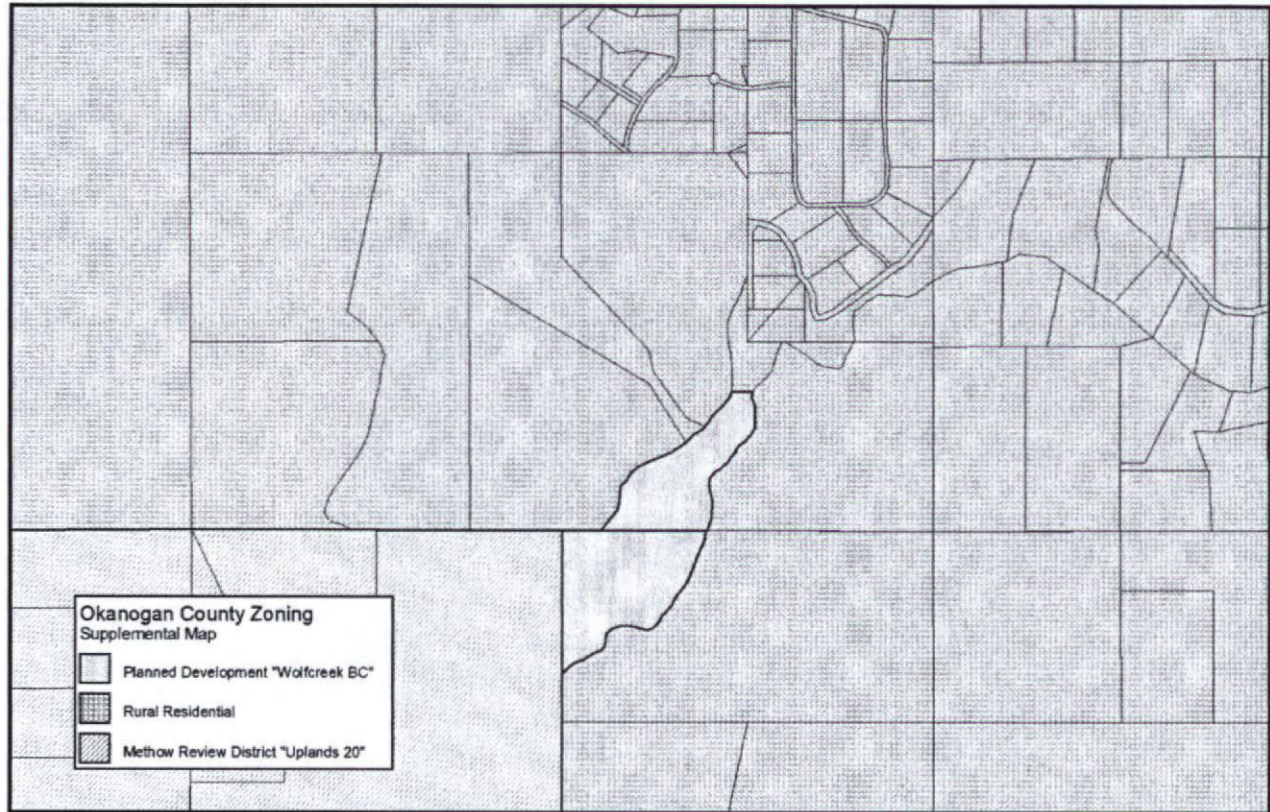 Okanogan County Zoning
Supplemental Map
Planned Development "Wolfcreek BC"
Rural Residential
Methow Review District "Uplands 20"